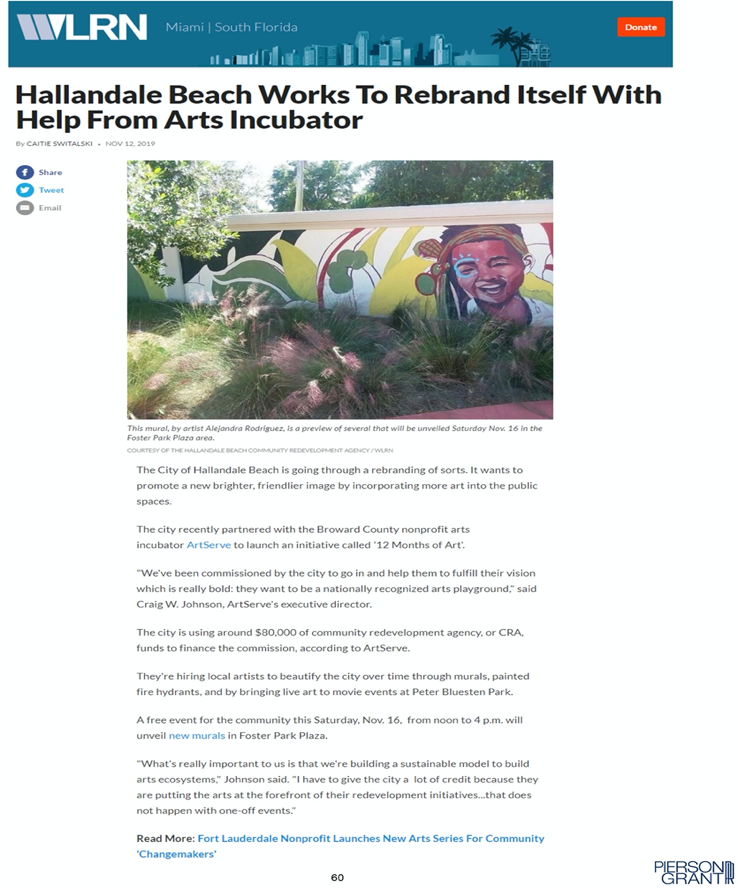 WLRN
Miami | South Florida
Donate
Hallandale Beach Works To Rebrand Itself With
Help From Arts Incubator
By CAITIE SWITALSKI • NOV 12, 2019
Share
Tweet
Email
This mural, by artist Alejandra Rodriguez, is a preview of several that will be unveiled Saturday Nov. 16 in the
Foster Park Plaza area.
COURTESY OF THE HALLANDALE BEACH COMMUNITY REDEVELOPMENT AGENCY / WLRN
The City of Hallandale Beach is going through a rebranding of sorts. It wants to
promote a new brighter, friendlier image by incorporating more art into the public
spaces.
The city recently partnered with the Broward County nonprofit arts
incubator ArtServe to launch an initiative called '12 Months of Art'.
"We've been commissioned by the city to go in and help them to fulfill their vision
which is really bold: they want to be a nationally recognized arts playground," said
Craig W. Johnson, ArtServe's executive director.
The city is using around $80,000 of community redevelopment agency, or CRA,
funds to finance the commission, according to ArtServe.
They're hiring local artists to beautify the city over time through murals, painted
fire hydrants, and by bringing live art to movie events at Peter Bluesten Park.
A free event for the community this Saturday, Nov. 16, from noon to 4 p.m. will
unveil new murals in Foster Park Plaza.
"What's really important to us is that we're building a sustainable model to build
arts ecosystems," Johnson said. "I have to give the city a lot of credit because they
are putting the arts at the forefront of their redevelopment initiatives...that does
not happen with one-off events."
Read More: Fort Lauderdale Nonprofit Launches New Arts Series For Community
'Changemakers'
60
PIERSON
GRANT